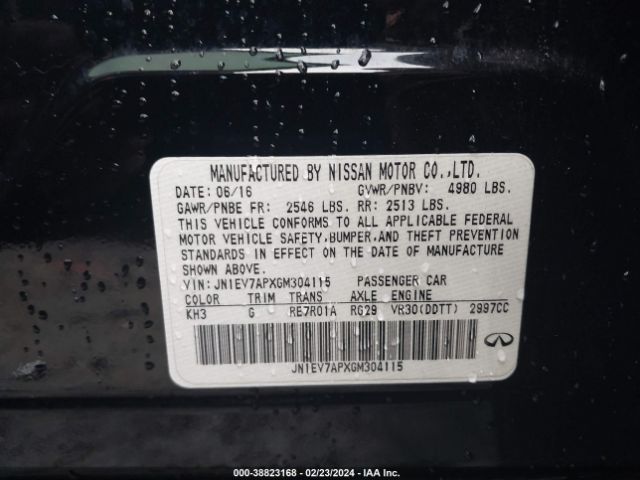 MANUFACTURED BY NISSAN MOTOR CO.,LTD.
DATE: 06/16 GVWR/PNBV: 4980 LBS.
GAWR/PNBE FR: 2546 LBS. RR: 2513 LBS.
THIS VEHICLE CONFORMS TO ALL APPLICABLE FEDERAL
MOTOR VEHICLE SAFETY,BUMPER,AND THEFT PREVENTION
STANDARDS IN EFFECT ON THE DATE OF MANUFACTURE
SHOWN ABOVE.
VIN: JN1EV7APXGM304115 PASSENGER CAR
COLOR TRIM TRANS AXLE ENGINE
KH3 G RE7R01A RG29 VR30(DDTT) 2997CC
JN1EV7APXGM304115
000-38823168 - 02/23/2024 - IAA Inc.